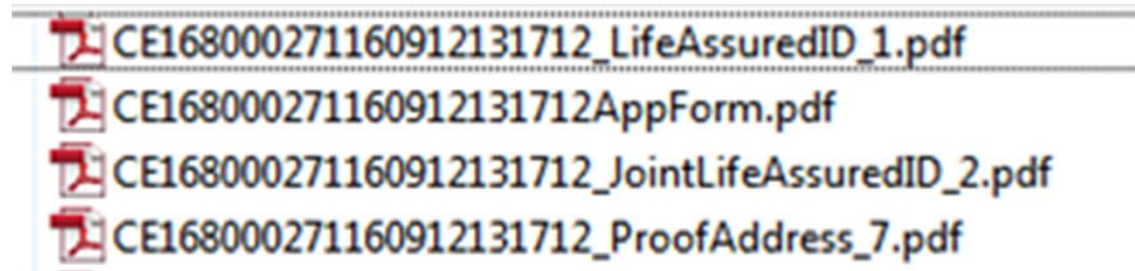 CE168000271160912131712_LifeAssuredID_1.pdf
CE168000271160912131712AppForm.pdf
CE168000271160912131712_JointLifeAssuredID_2.pdf
CE168000271160912131712_ProofAddress_7.pdf